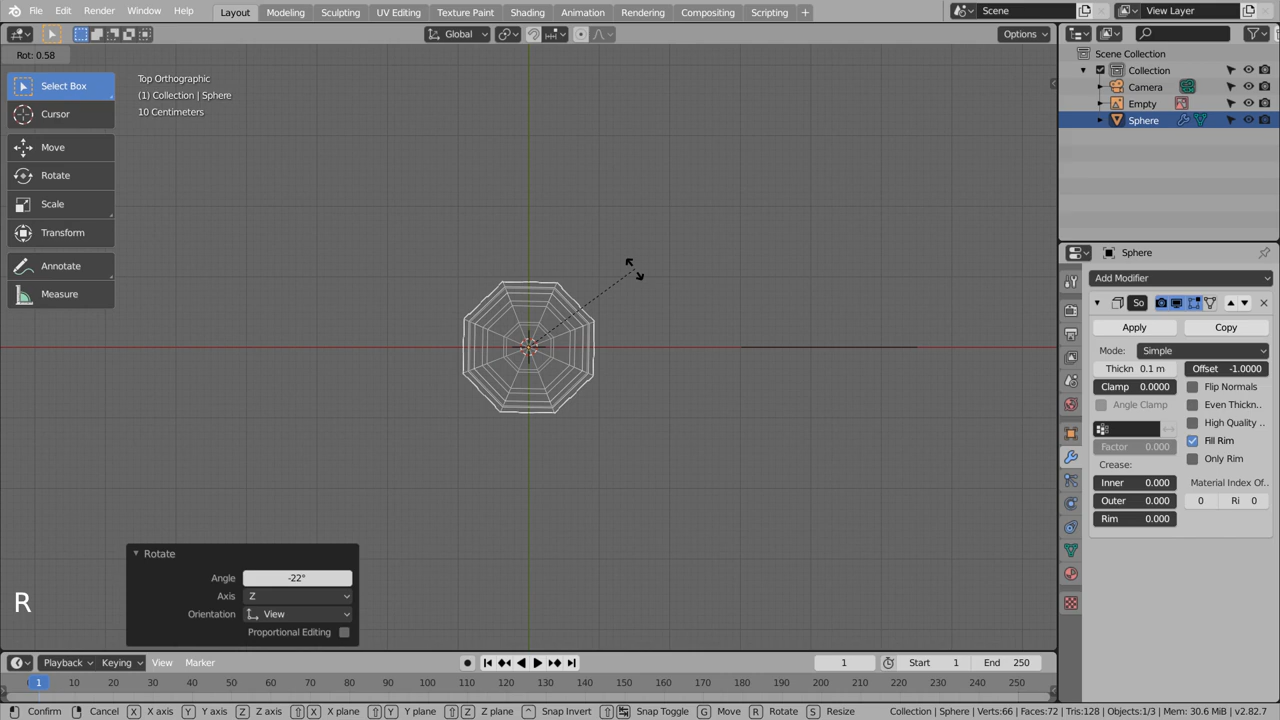 File Edit Render Window Help Layout Modeling Sculpting UV Editing Texture Paint Shading Animation Rendering Compositing Scripting + Scene View Layer
Global Options
Rot: 0.58
Select Box
Cursor
Move
Rotate
Scale
Transform
Annotate
Measure
Top Orthographic
(1) Collection | Sphere
10 Centimeters
R
Rotate
Angle -22°
Axis Z
Orientation View
Proportional Editing
Scene Collection
Collection
Camera
Empty
Sphere
Sphere
Add Modifier
So
Apply Copy
Mode: Simple
Thickn 0.1 m Offset -1.0000
Clamp 0.0000 Flip Normals
Angle Clamp Even Thickn..
High Quality ..
Factor 0.000 Fill Rim
Crease: Only Rim
Inner 0.000 Material Index Of..
Outer 0.000 0 Ri 0
Rim 0.000
Playback Keying View Marker 1 Start 1 End 250
1 10 20 30 40 50 60 70 80 90 100 110 120 130 140 150 160 170 180 190 200 210 220 230 240 250
Confirm Cancel X X axis Y Y axis Z Z axis X X plane Y Y plane Z Z plane Snap Invert Snap Toggle G Move R Rotate S Resize Collection | Sphere | Verts:66 | Faces:72 | Tris:128 | Objects:1/3 | Mem: 30.6 MiB | v2.82.7